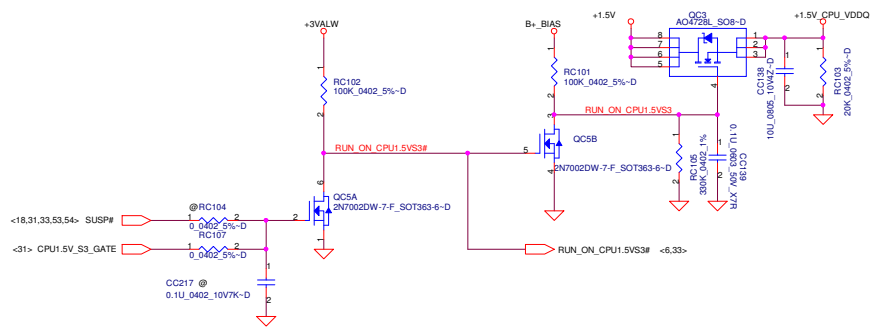 QC3
AO4728L_SO8~D
+3VALW
B+_BIAS
+1.5V
+1.5V_CPU_VDDQ
8
7
6
5
1
2
3
4
1
2
CC138
10U_0805_10V4Z~D
1
2
RC103
20K_0402_5%~D
1
RC102
100K_0402_5%~D
2
1
RC101
100K_0402_5%~D
2
RUN_ON_CPU1.5VS3
3
QC5B
5
2N7002DW-7-F_SOT363-6~D
4
1
2
RC105
330K_0402_1%
1
2
CC139
0.1U_0603_50V_X7R
RUN_ON_CPU1.5VS3#
6
QC5A
2N7002DW-7-F_SOT363-6~D
2
1
@RC104
<18,31,33,53,54> SUSP#
1
2
0_0402_5%~D
RC107
<31> CPU1.5V_S3_GATE
1
2
0_0402_5%~D
RUN_ON_CPU1.5VS3# <6,33>
1
CC217 @
0.1U_0402_10V7K~D
2